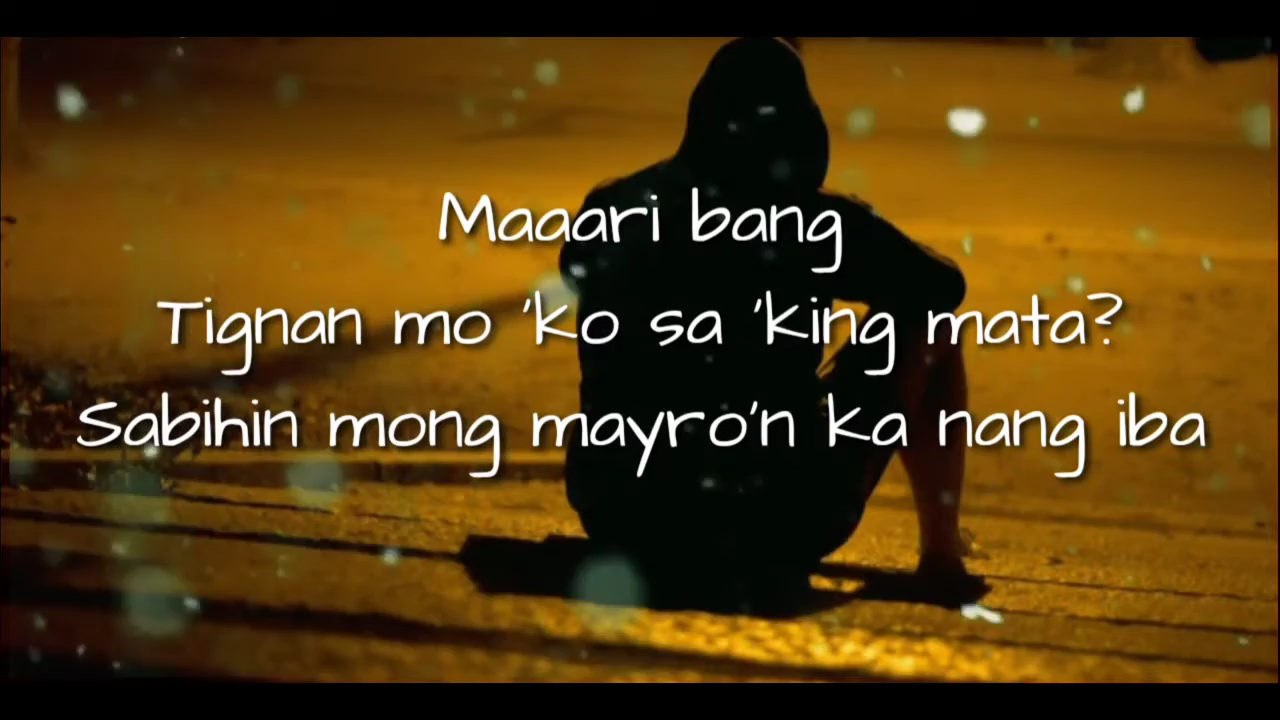 Maaari bang
Tignan mo 'ko sa 'king mata?
Sabihin mong mayro'n ka nang iba